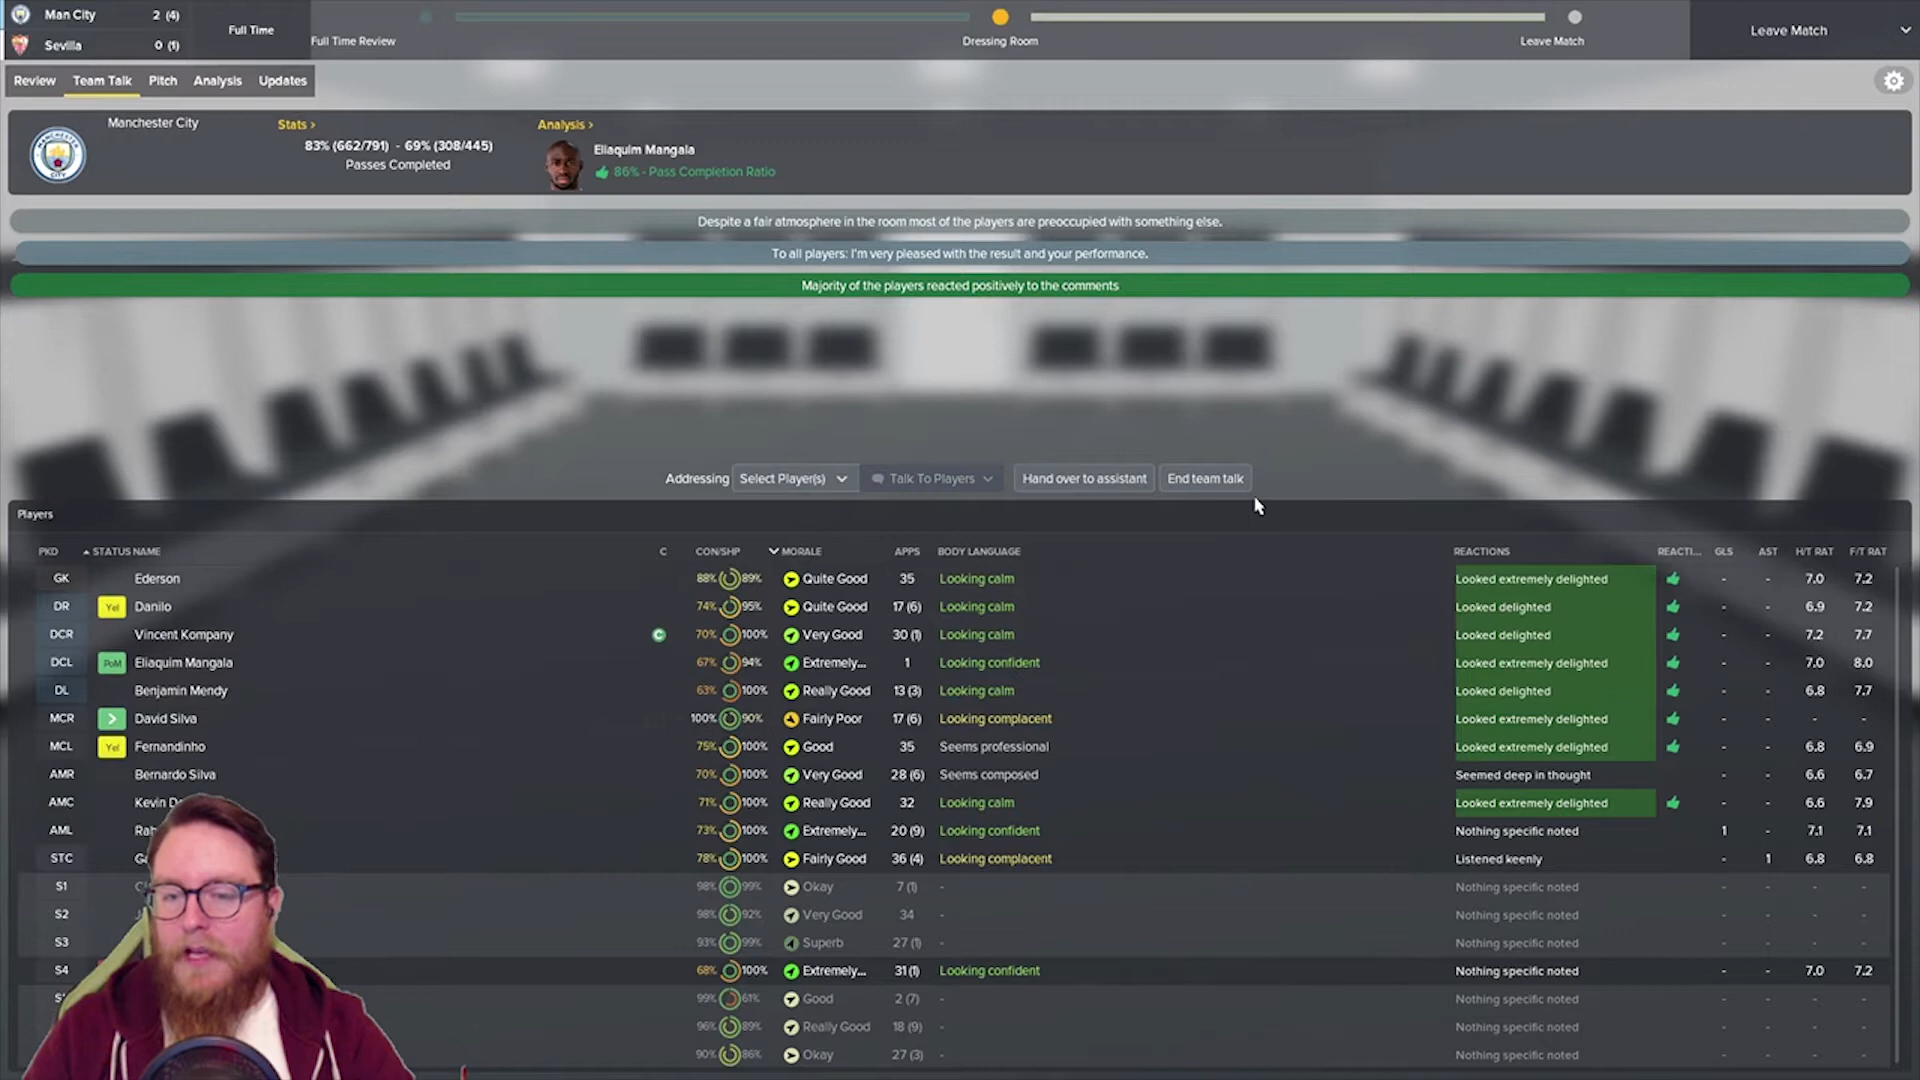 Man City 2 (4)
Sevilla 0 (1)
Full Time
Full Time Review
Dressing Room
Leave Match
Leave Match
Review Team Talk Pitch Analysis Updates
Manchester City
Stats >
83% (662/791) - 69% (308/445)
Passes Completed
Analysis >
Eliaquim Mangala
86% - Pass Completion Ratio
Despite a fair atmosphere in the room most of the players are preoccupied with something else.
To all players: I'm very pleased with the result and your performance.
Majority of the players reacted positively to the comments
Addressing Select Player(s) Talk To Players Hand over to assistant End team talk
Players
PKD STATUS NAME C CON/SHP MORALE APPS BODY LANGUAGE REACTIONS REACTI... GLS AST H/T RAT F/T RAT
GK Ederson 88% 89% Quite Good 35 Looking calm Looked extremely delighted - - 7.0 7.2
DR Yel Danilo 74% 95% Quite Good 17 (6) Looking calm Looked delighted - - 6.9 7.2
DCR Vincent Kompany C 70% 100% Very Good 30 (1) Looking calm Looked delighted - - 7.2 7.7
DCL PoM Eliaquim Mangala 67% 94% Extremely... 1 Looking confident Looked extremely delighted - - 7.0 8.0
DL Benjamin Mendy 63% 100% Really Good 13 (3) Looking calm Looked delighted - - 6.8 7.7
MCR David Silva 100% 90% Fairly Poor 17 (6) Looking complacent Looked extremely delighted - - - -
MCL Yel Fernandinho 75% 100% Good 35 Seems professional Looked extremely delighted - - 6.8 6.9
AMR Bernardo Silva 70% 100% Very Good 28 (6) Seems composed Seemed deep in thought - - 6.6 6.7
AMC Kevin D 71% 100% Really Good 32 Looking calm Looked extremely delighted - - 6.6 7.9
AML Rah 73% 100% Extremely... 20 (9) Looking confident Nothing specific noted 1 - 7.1 7.1
STC G 78% 100% Fairly Good 36 (4) Looking complacent Listened keenly - 1 6.8 6.8
S1 98% 99% Okay 7 (1) - Nothing specific noted - - - -
S2 98% 92% Very Good 34 - Nothing specific noted - - - -
S3 93% 99% Superb 27 (1) - Nothing specific noted - - - -
S4 68% 100% Extremely... 31 (1) Looking confident Nothing specific noted - - 7.0 7.2
99% 61% Good 2 (7) - Nothing specific noted - - - -
96% 89% Really Good 18 (9) - Nothing specific noted - - - -
90% 86% Okay 27 (3) - Nothing specific noted - - - -